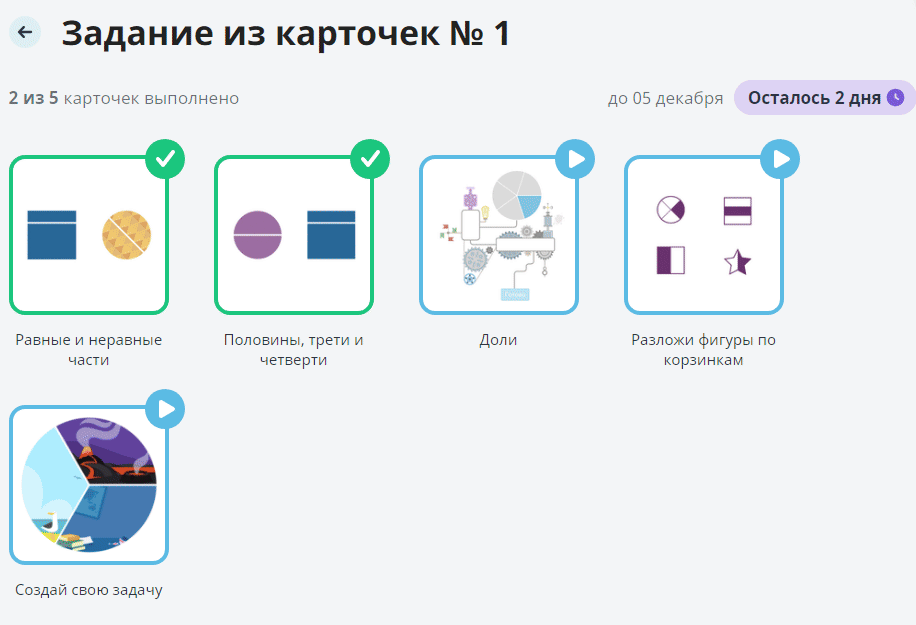 Задание из карточек № 1
2 из 5 карточек выполнено
до 05 декабря
Осталось 2 дня
Равные и неравные
части
Половины, трети и
четверти
Доли
Разложи фигуры по
корзинкам
Создай свою задачу